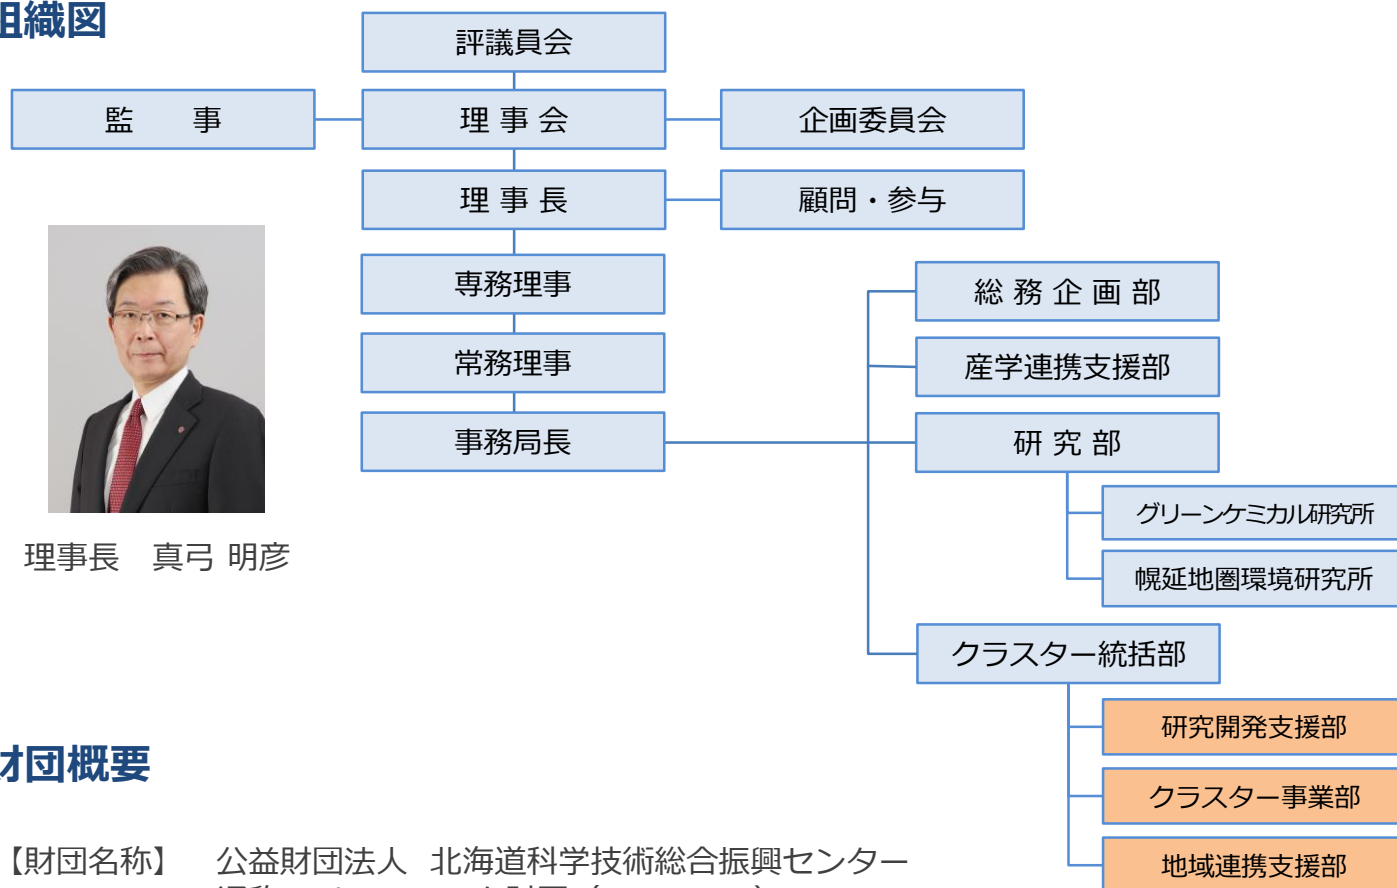 組織図
評議員会
監　事
理 事 会
企画委員会
理 事 長
顧問・参与
専務理事
常務理事
事務局長
総 務 企 画 部
産学連携支援部
研 究 部
グリーンケミカル研究所
幌延地圏環境研究所
クラスター統括部
研究開発支援部
クラスター事業部
地域連携支援部
理事長　真弓 明彦
財団概要
【財団名称】　公益財団法人 北海道科学技術総合振興センター